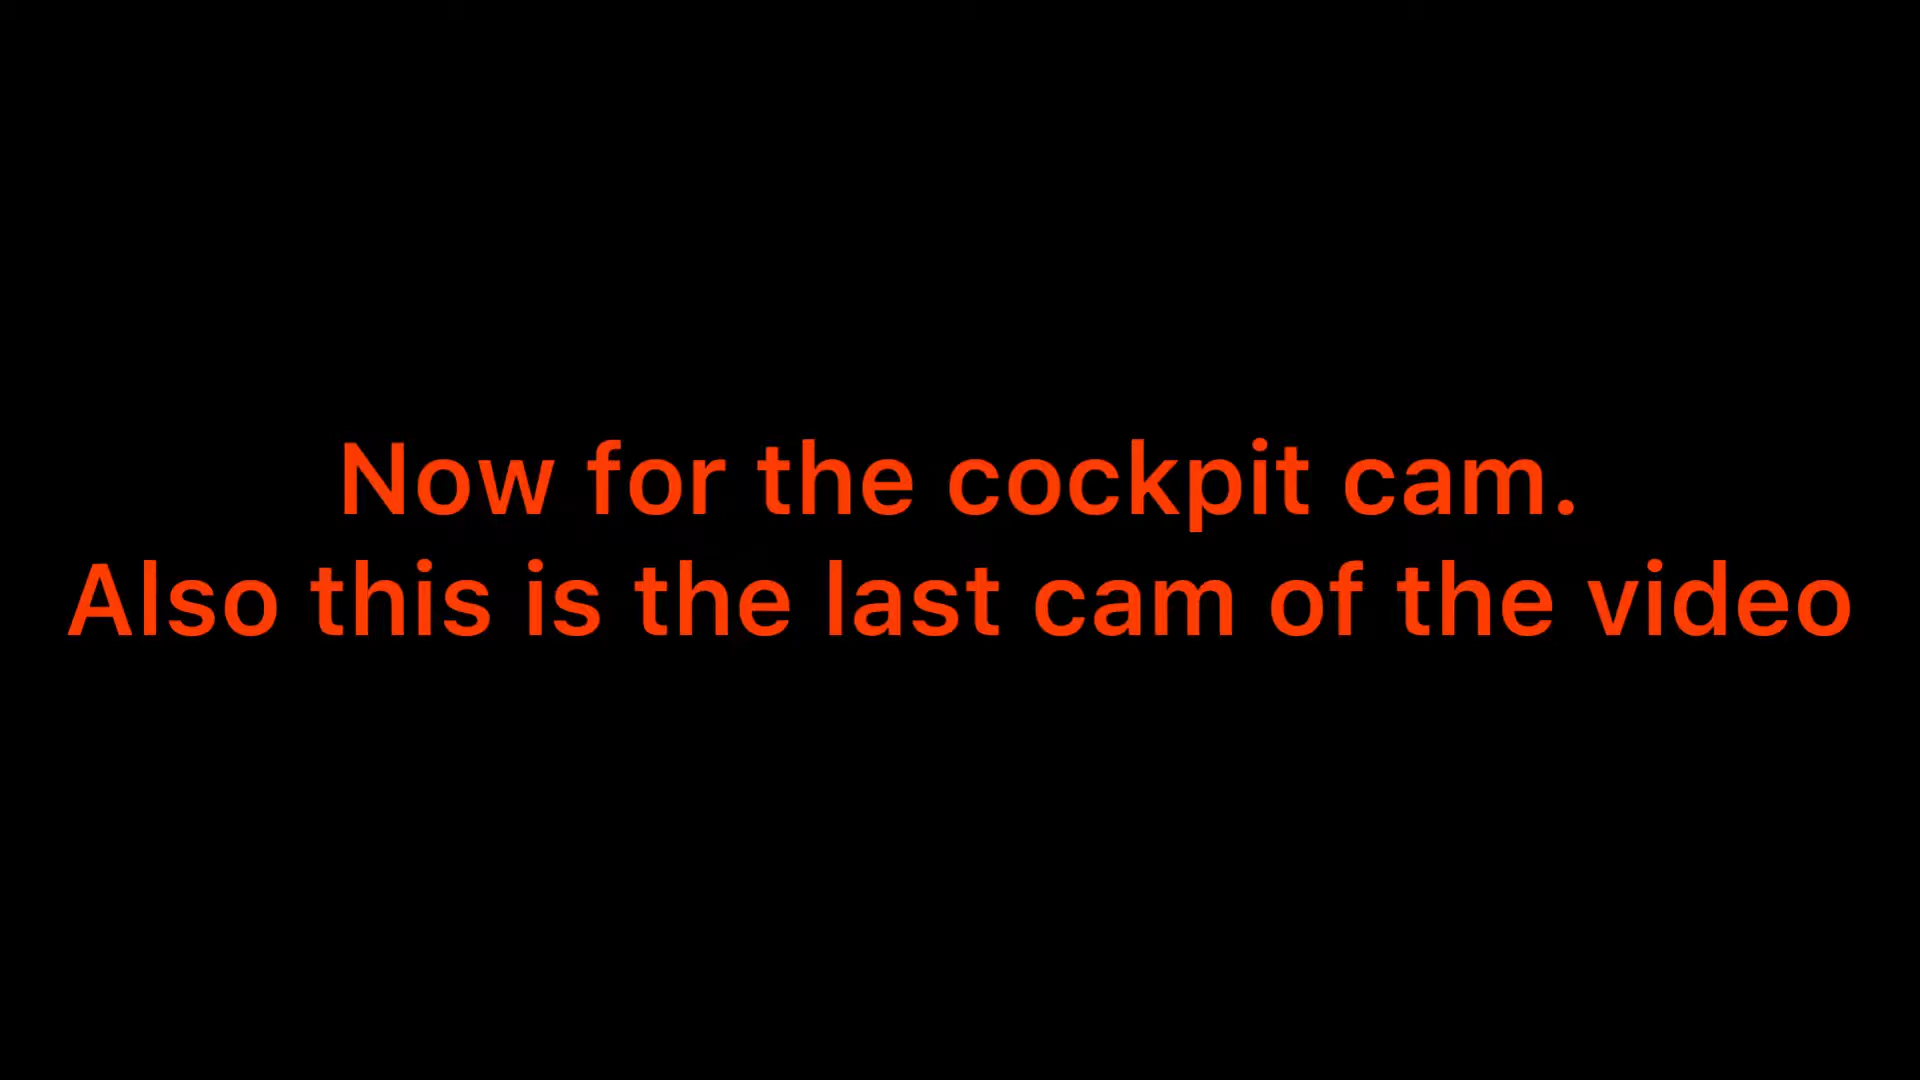 Now for the cockpit cam.
Also this is the last cam of the video